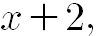 x + 2,